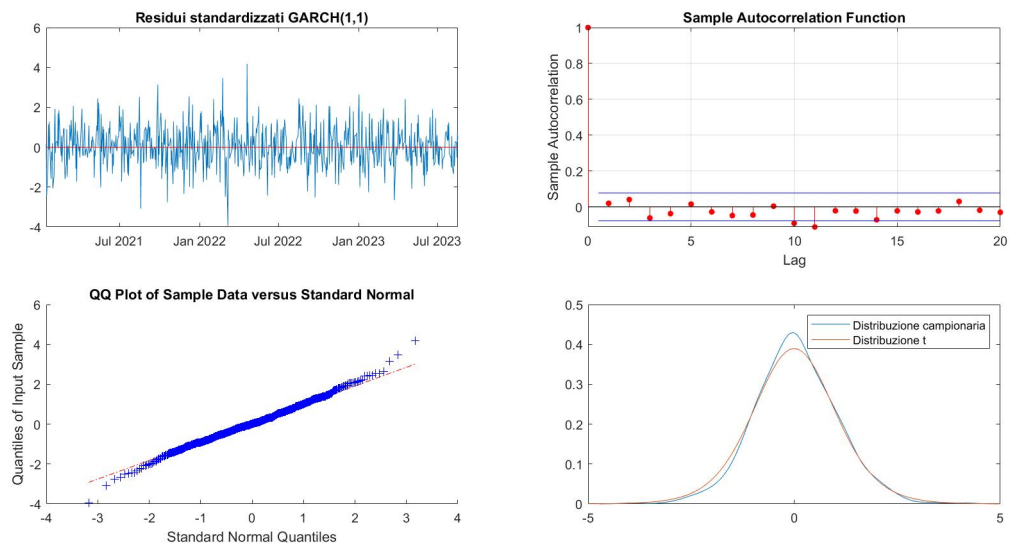 Residui standardizzati GARCH(1,1)
6
4
2
0
-2
-4
Jul 2021
Jan 2022
Jul 2022
Jan 2023
Jul 2023
Sample Autocorrelation Function
Sample Autocorrelation
1
0.8
0.6
0.4
0.2
0
0
5
10
15
20
Lag
QQ Plot of Sample Data versus Standard Normal
Quantiles of Input Sample
6
4
2
0
-2
-4
-4
-3
-2
-1
0
1
2
3
4
Standard Normal Quantiles
0.5
0.4
0.3
0.2
0.1
0
-5
0
5
Distribuzione campionaria
Distribuzione t